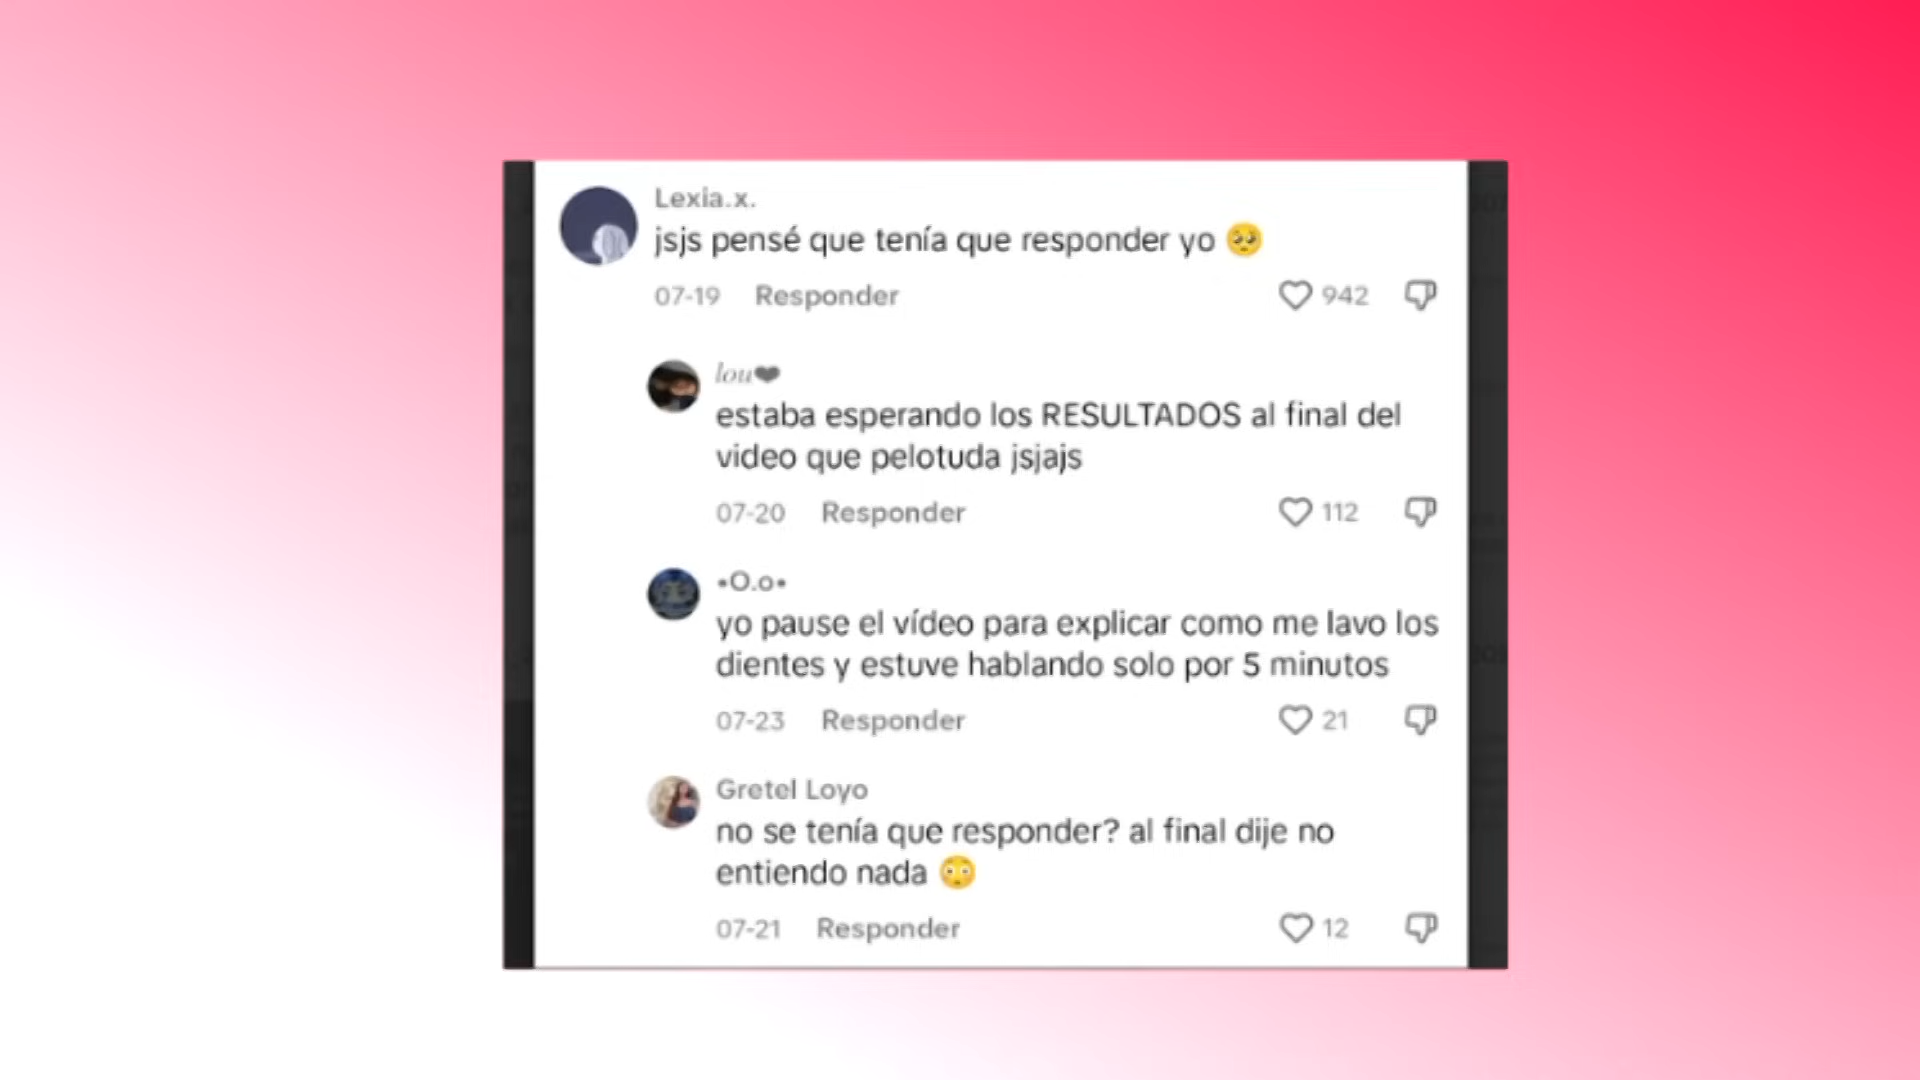 Lexia.x.
jsjs pensé que tenía que responder yo 🥺
07-19 Responder 942
lou❤
estaba esperando los RESULTADOS al final del
video que pelotuda jsjajs
07-20 Responder 112
•O.o•
yo pause el vídeo para explicar como me lavo los
dientes y estuve hablando solo por 5 minutos
07-23 Responder 21
Gretel Loyo
no se tenía que responder? al final dije no
entiendo nada 😳
07-21 Responder 12